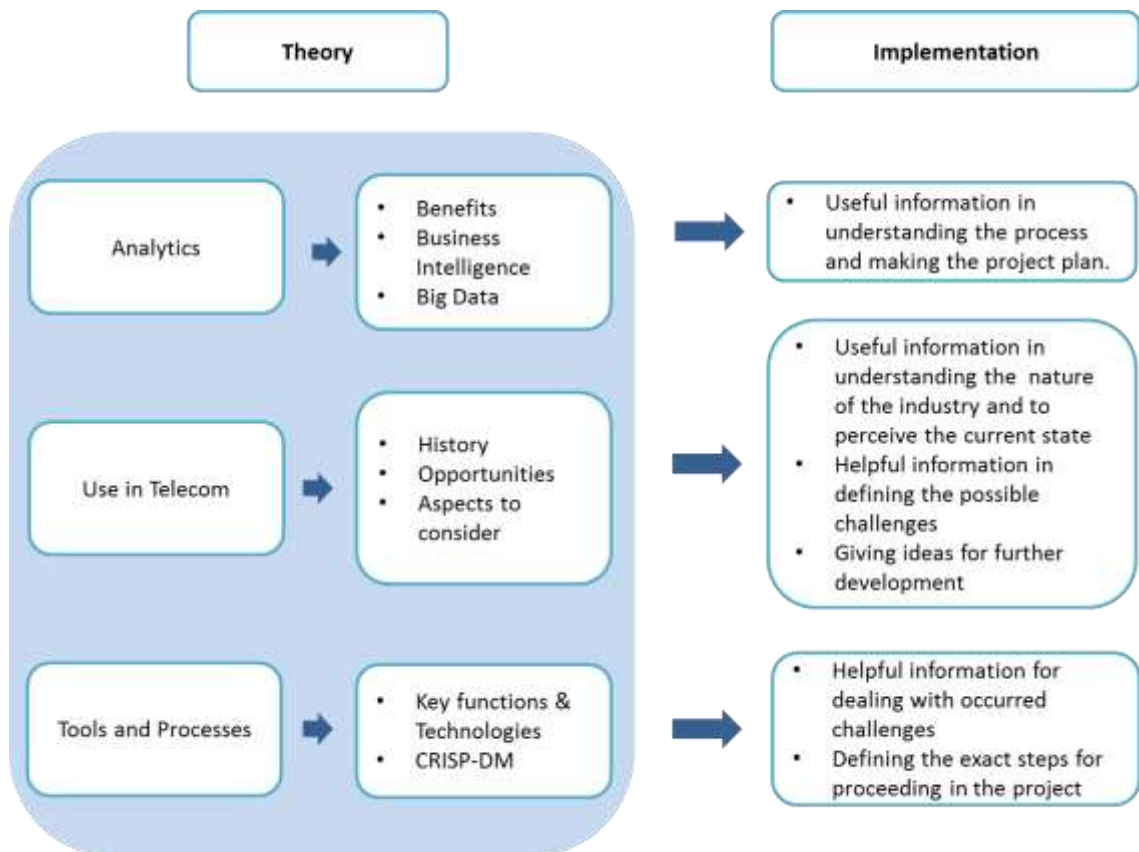 Theory
Implementation
Analytics
• Benefits
• Business
Intelligence
• Big Data
• Useful information in
understanding the process
and making the project plan.
Use in Telecom
• History
• Opportunities
• Aspects to
consider
• Useful information in
understanding the nature
of the industry and to
perceive the current state
• Helpful information in
defining the possible
challenges
• Giving ideas for further
development
Tools and Processes
• Key functions &
Technologies
• CRISP-DM
• Helpful information for
dealing with occurred
challenges
• Defining the exact steps for
proceeding in the project